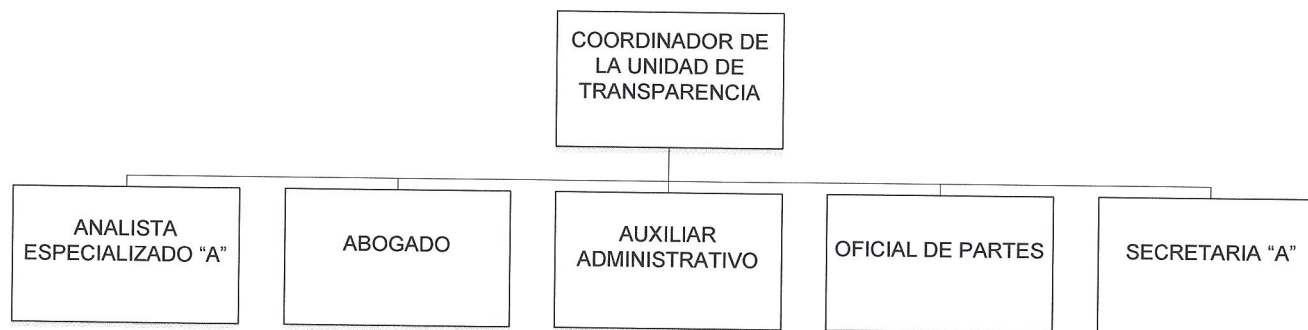 COORDINADOR DE
LA UNIDAD DE
TRANSPARENCIA
ANALISTA
ESPECIALIZADO “A”
ABOGADO
AUXILIAR
ADMINISTRATIVO
OFICIAL DE PARTES
SECRETARIA “A”